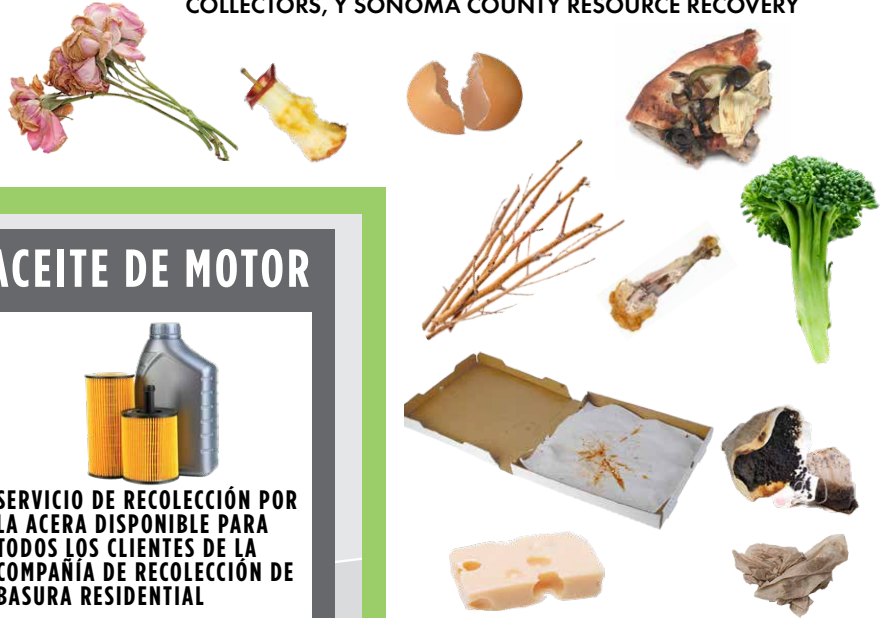 COLLECTORS, Y SONOMA COUNTY RESOURCE RECOVERY
ACEITE DE MOTOR
SERVICIO DE RECOLECCIÓN POR
LA ACERA DISPONIBLE PARA
TODOS LOS CLIENTES DE LA
COMPAÑÍA DE RECOLECCIÓN DE
BASURA RESIDENTIAL